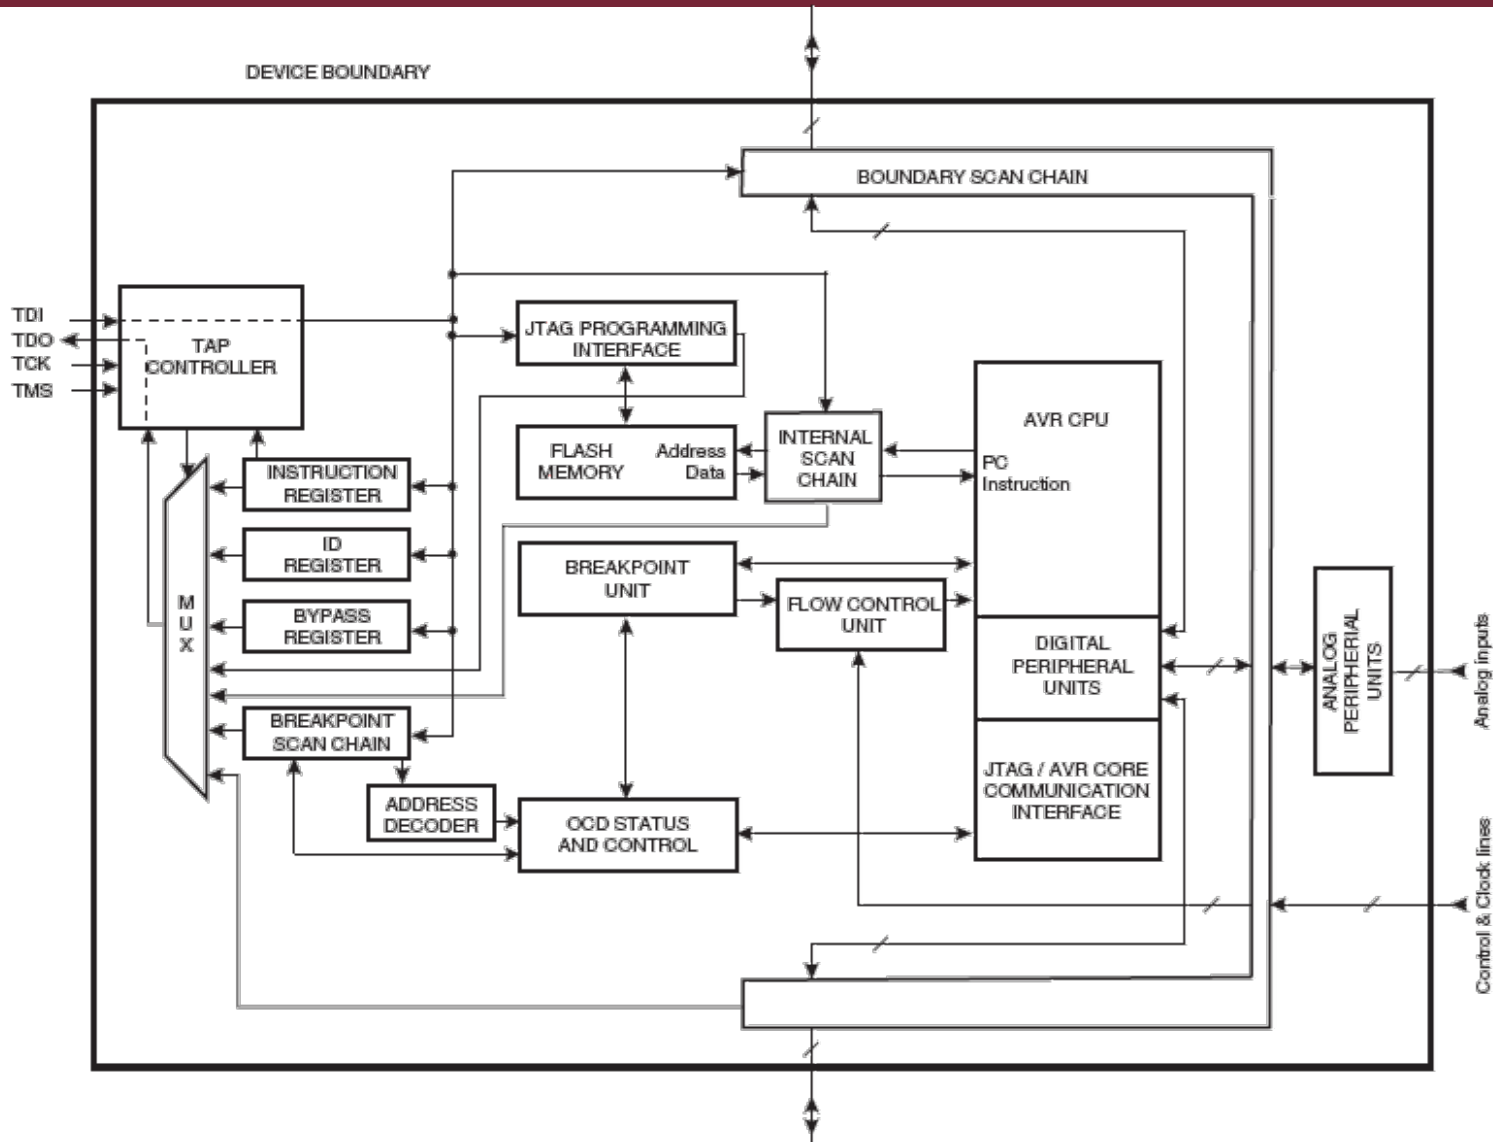 DEVICE BOUNDARY
BOUNDARY SCAN CHAIN
TDI
TDO
TCK
TMS
TAP
CONTROLLER
JTAG PROGRAMMING
INTERFACE
FLASH
MEMORY
Address
Data
INTERNAL
SCAN
CHAIN
AVR CPU
PC
Instruction
INSTRUCTION
REGISTER
ID
REGISTER
BYPASS
REGISTER
M
U
X
BREAKPOINT
UNIT
FLOW CONTROL
UNIT
DIGITAL
PERIPHERAL
UNITS
ANALOG
PERIPHERIAL
UNITS
Analog inputs
BREAKPOINT
SCAN CHAIN
ADDRESS
DECODER
OCD STATUS
AND CONTROL
JTAG / AVR CORE
COMMUNICATION
INTERFACE
Control & Clock lines